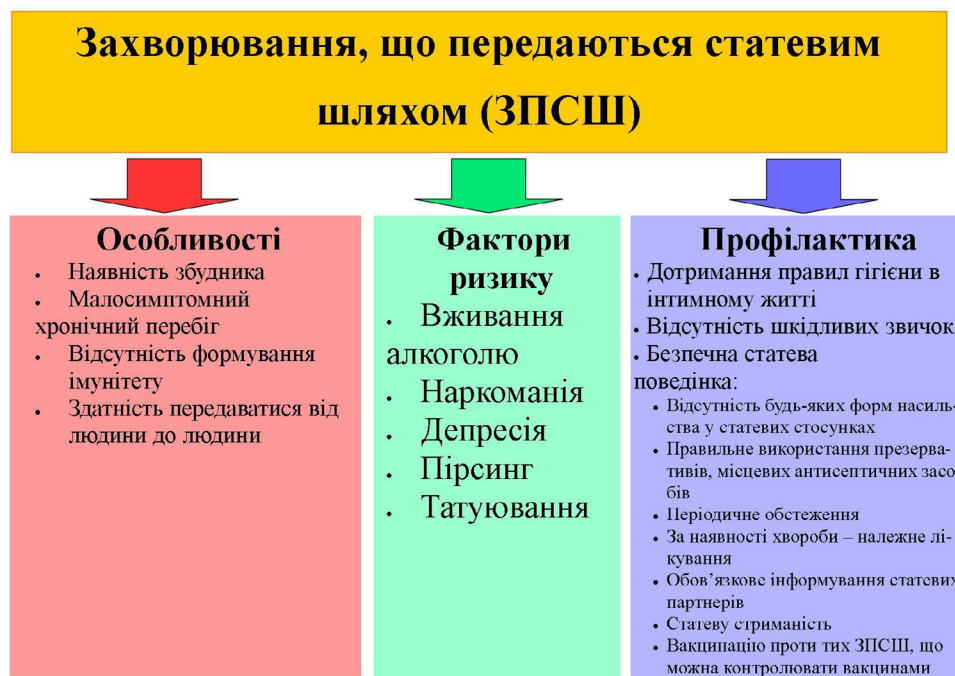 Захворювання, що передаються статевим
шляхом (ЗПСШ)
Особливості
• Наявність збудника
• Малосимптомний
хронічний перебіг
• Відсутність формування
імунітету
• Здатність передаватися від
людини до людини
Фактори
ризику
• Вживання
алкоголю
• Наркоманія
• Депресія
• Пірсинг
• Татуювання
Профілактика
• Дотримання правил гігієни в
інтимному житті
• Відсутність шкідливих звичок
• Безпечна статева
поведінка:
• Відсутність будь-яких форм насиль-
ства у статевих стосунках
• Правильне використання презерва-
тивів, місцевих антисептичних засо
бів
• Періодичне обстеження
• За наявності хвороби – належне лі-
кування
• Обов’язкове інформування статевих
партнерів
• Статеву стриманість
• Вакцинацію проти тих ЗПСШ, що
можна контролювати вакцинами